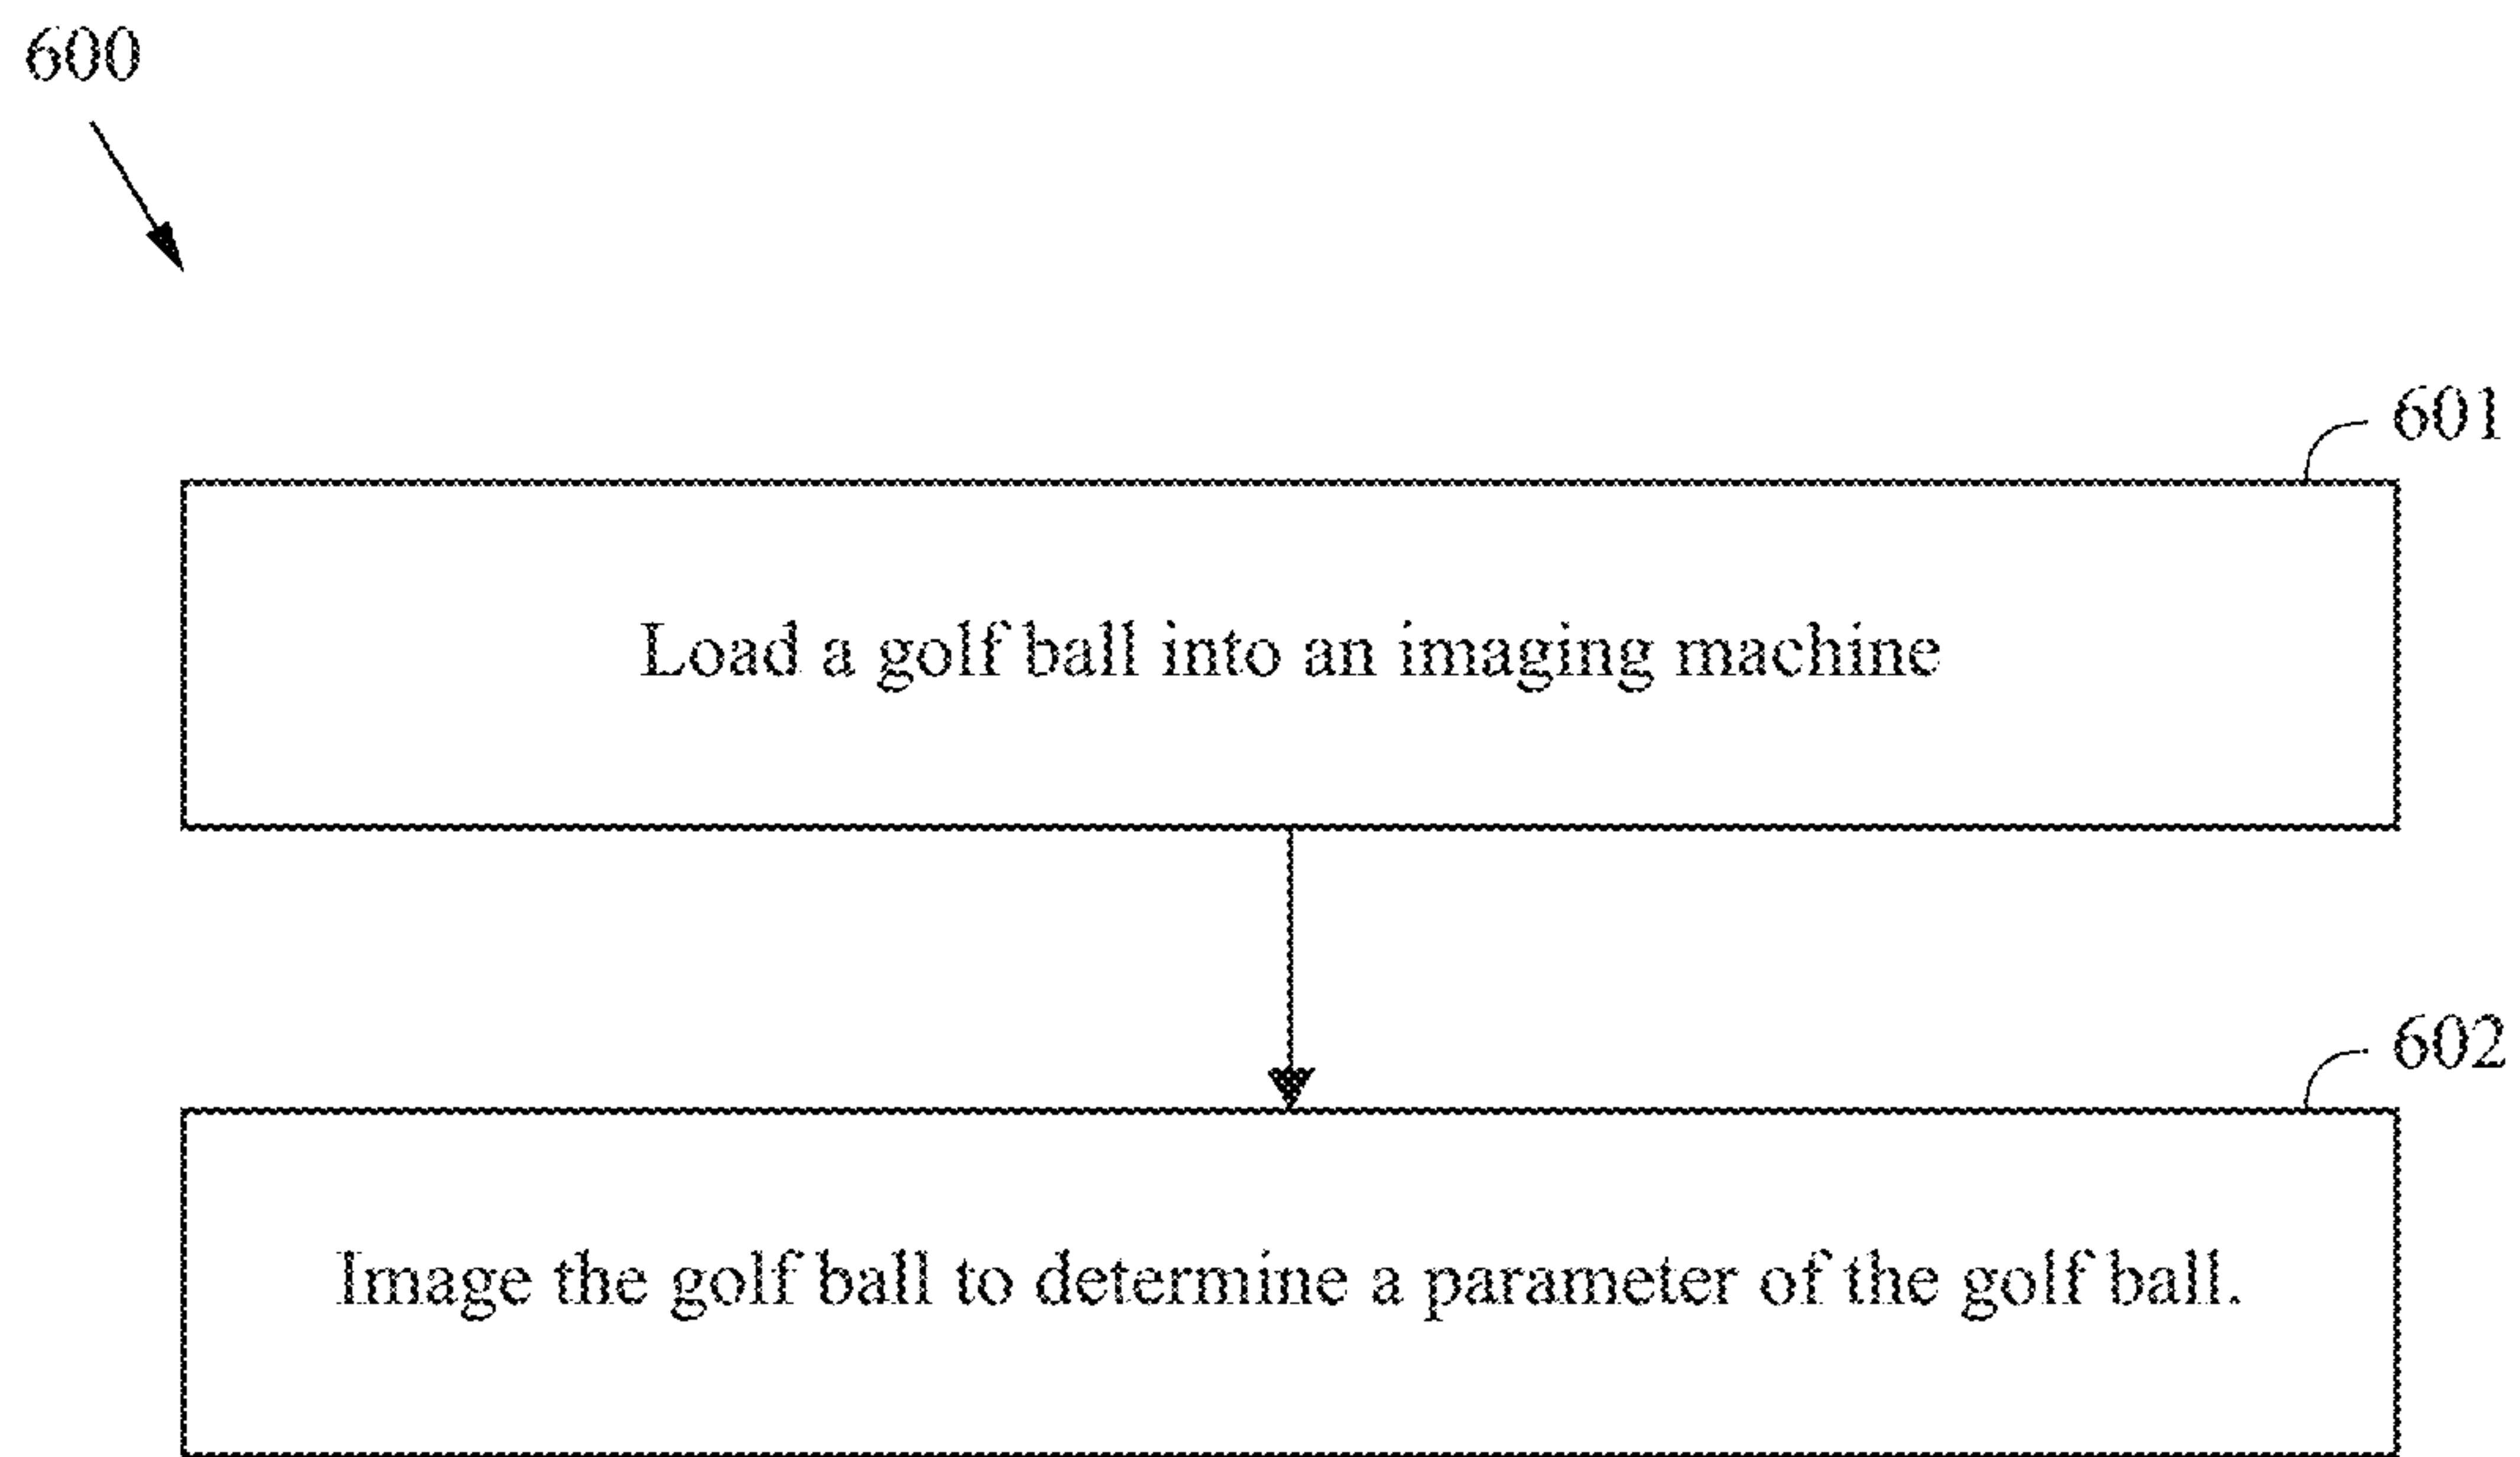 600
601
Load a golf ball into an imaging machine
602
Image the golf ball to determine a parameter of the golf ball.